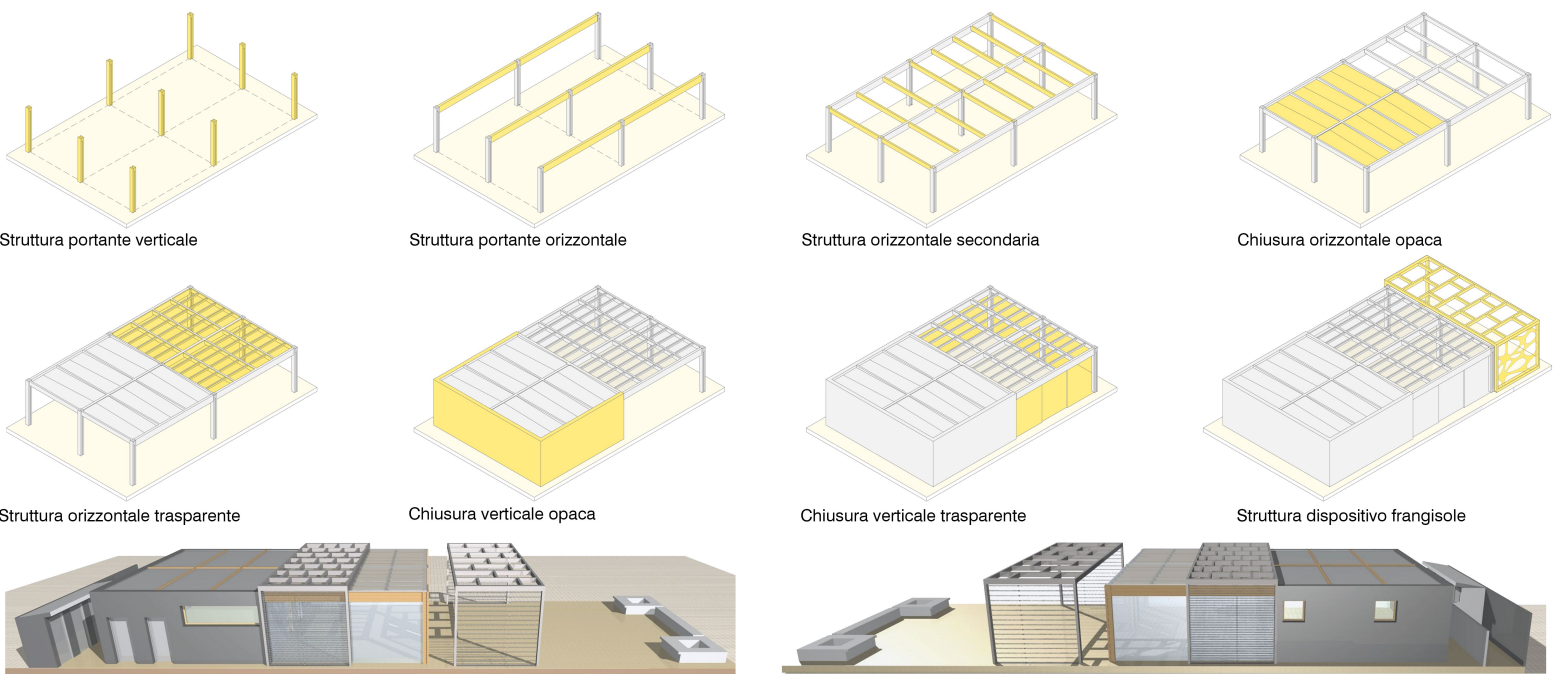 Struttura portante verticale
Struttura portante orizzontale
Struttura orizzontale secondaria
Chiusura orizzontale opaca
Struttura orizzontale trasparente
Chiusura verticale opaca
Chiusura verticale trasparente
Struttura dispositivo frangisole